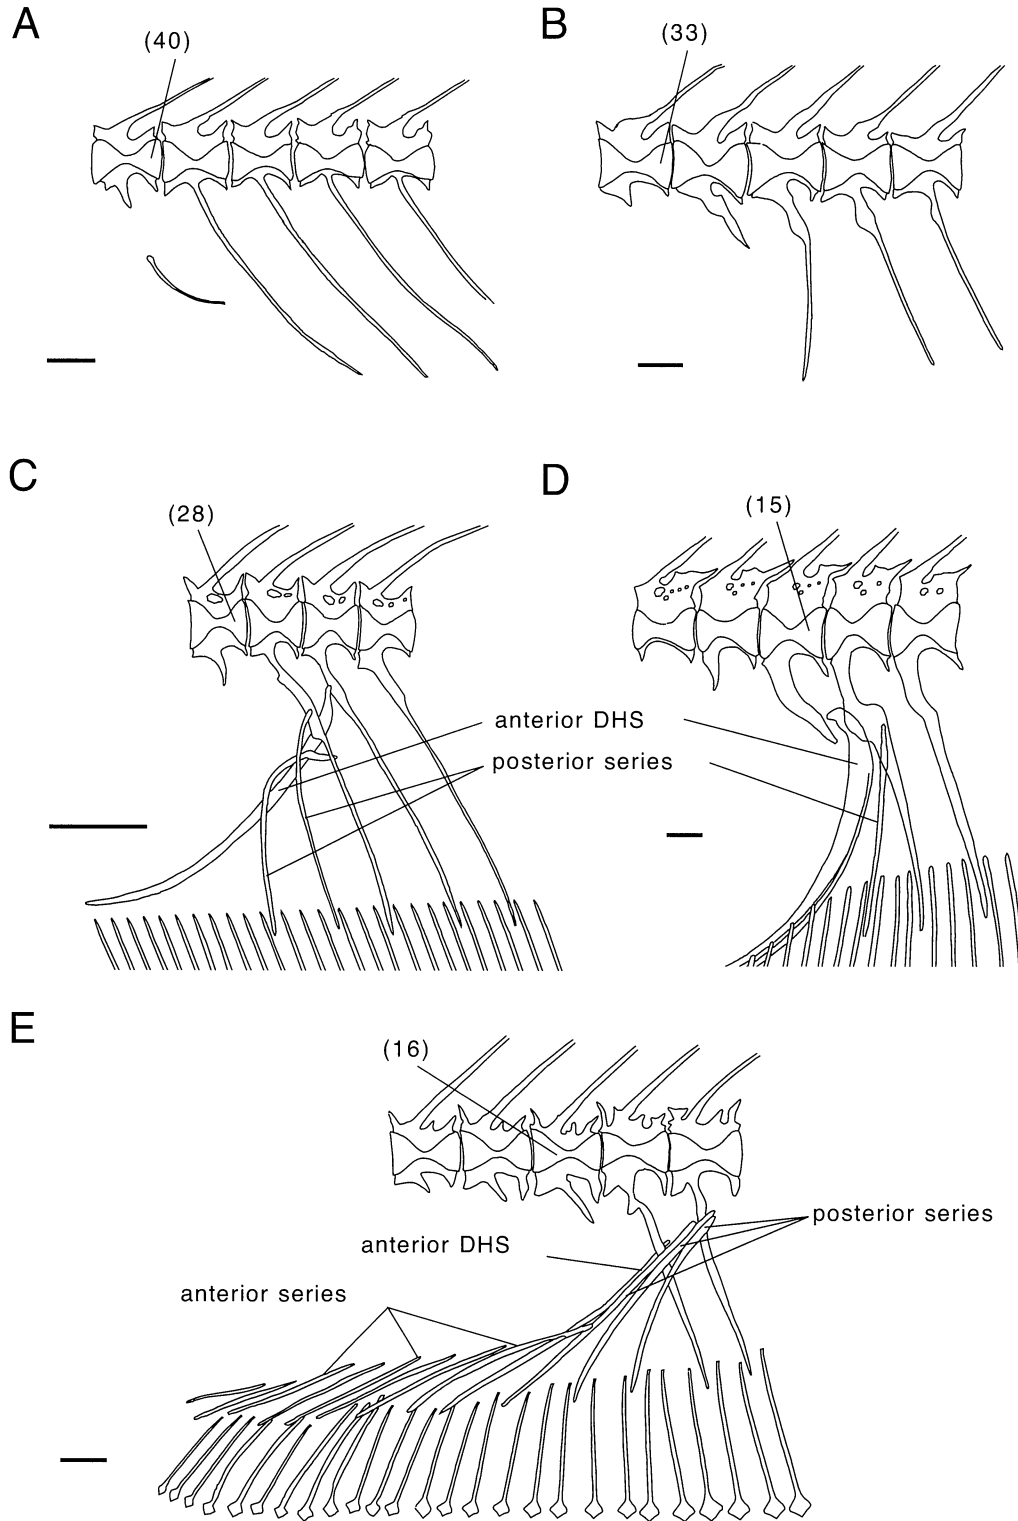 A
(40)
B
(33)
C
(28)
D
(15)
anterior DHS
posterior series
E
(16)
posterior series
anterior DHS
anterior series